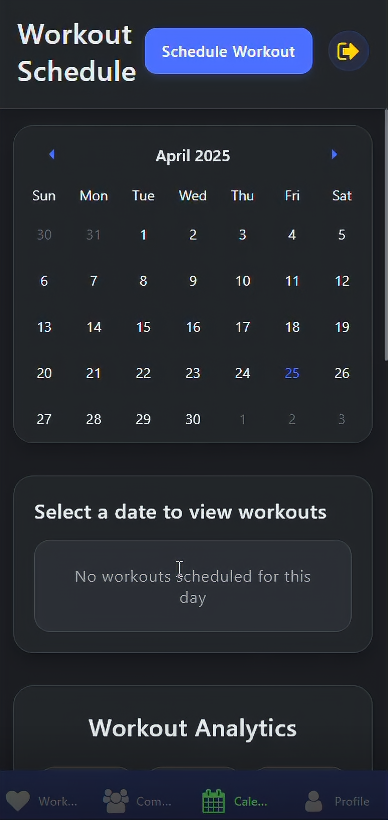 Workout
Schedule
Schedule Workout
April 2025
Sun Mon Tue Wed Thu Fri Sat
30 31 1 2 3 4 5
6 7 8 9 10 11 12
13 14 15 16 17 18 19
20 21 22 23 24 25 26
27 28 29 30 1 2 3
Select a date to view workouts
No workouts scheduled for this
day
Workout Analytics
Work... Com... Cale... Profile